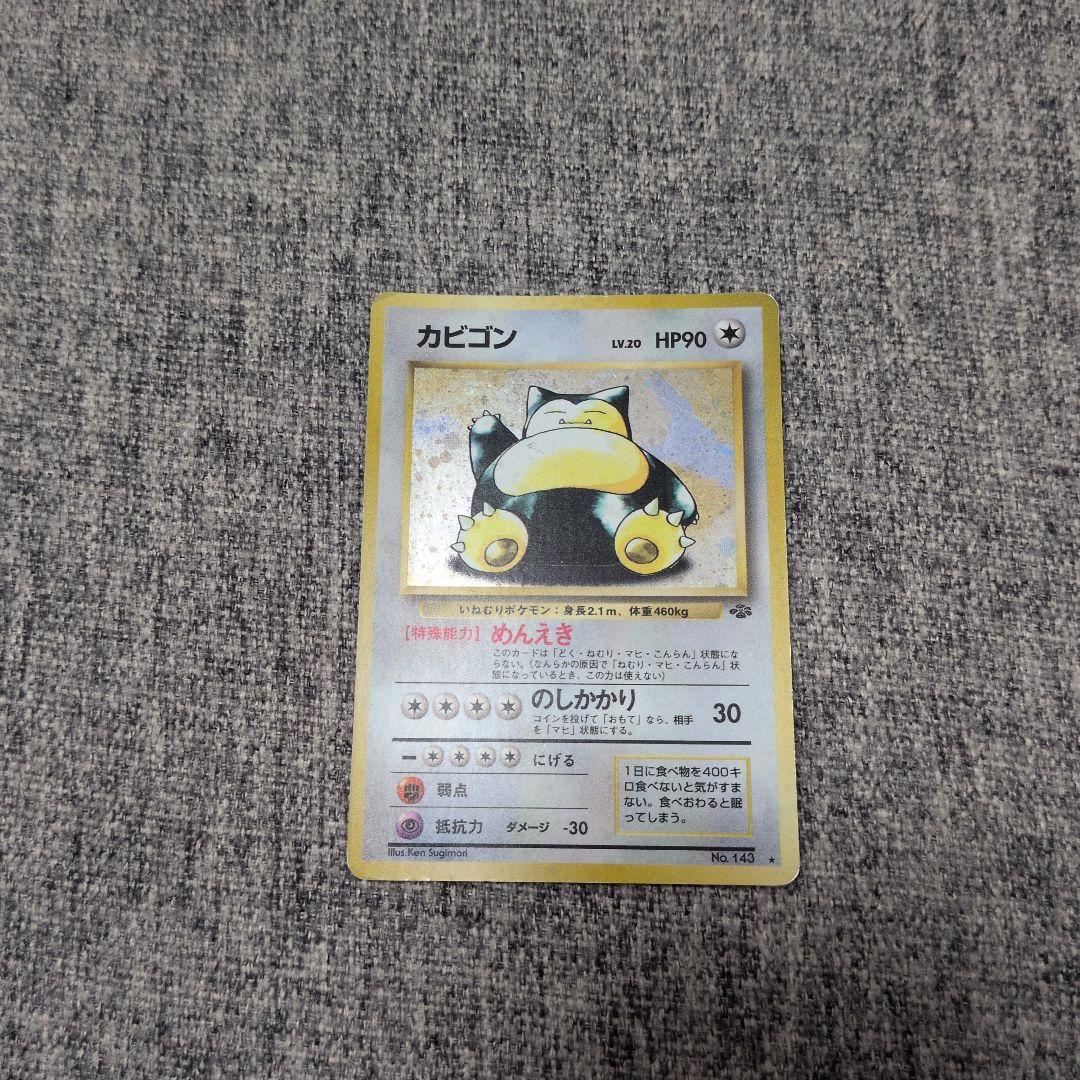 カビゴン LV.20 HP90
いねむりポケモン：身長2.1m、体重460kg
【特殊能力】めんえき
このカードは「どく・ねむり・マヒ・こんらん」状態にな
らない。（なんらかの原因で「ねむり・マヒ・こんらん」状
態になっているとき、この力は使えない）
のしかかり 30
コインを投げて「おもて」なら、相手
を「マヒ」状態にする。
ー にげる
弱点
抵抗力 ダメージ -30
1日に食べ物を400キ
ロ食べないと気がすま
ない。食べおわると眠
ってしまう。
Illus.Ken Sugimori No. 143 ★